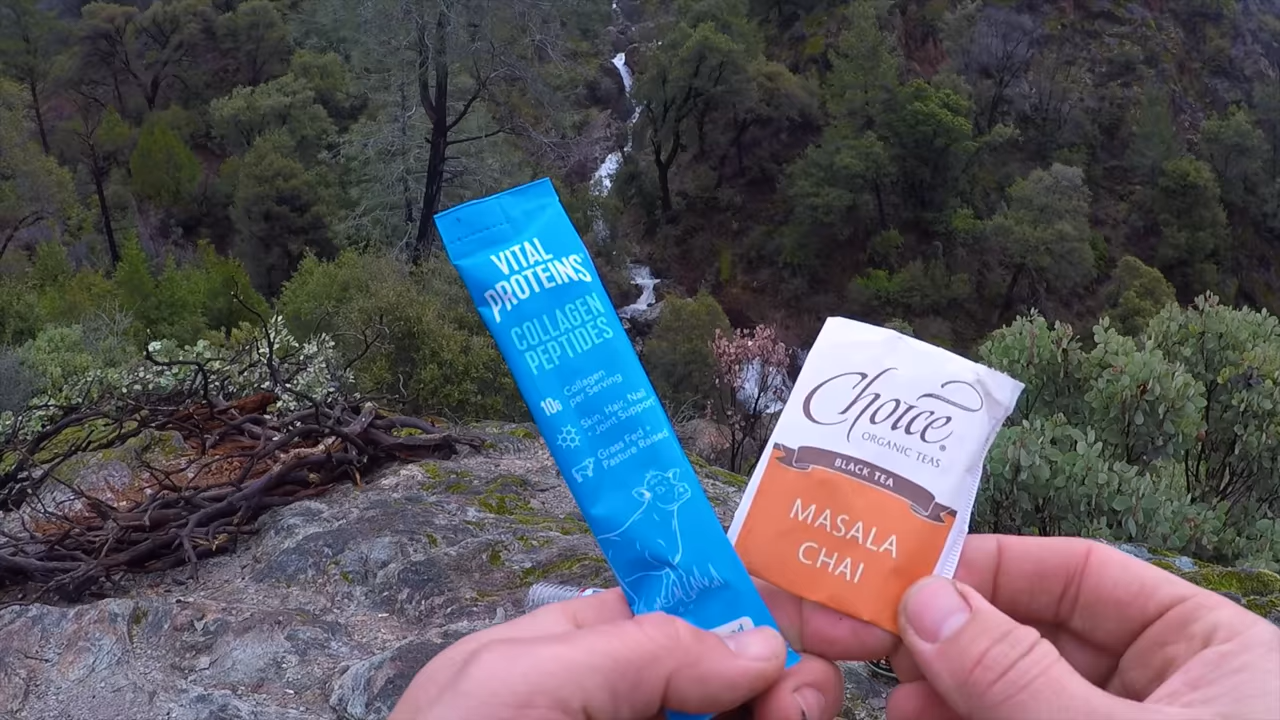 VITAL
PROTEINS
COLLAGEN
PEPTIDES
10g Collagen
per Serving
Skin, Hair, Nail
+ Joint Support
Grass Fed +
Pasture Raised
Choice
ORGANIC TEAS
BLACK TEA
MASALA
CHAI